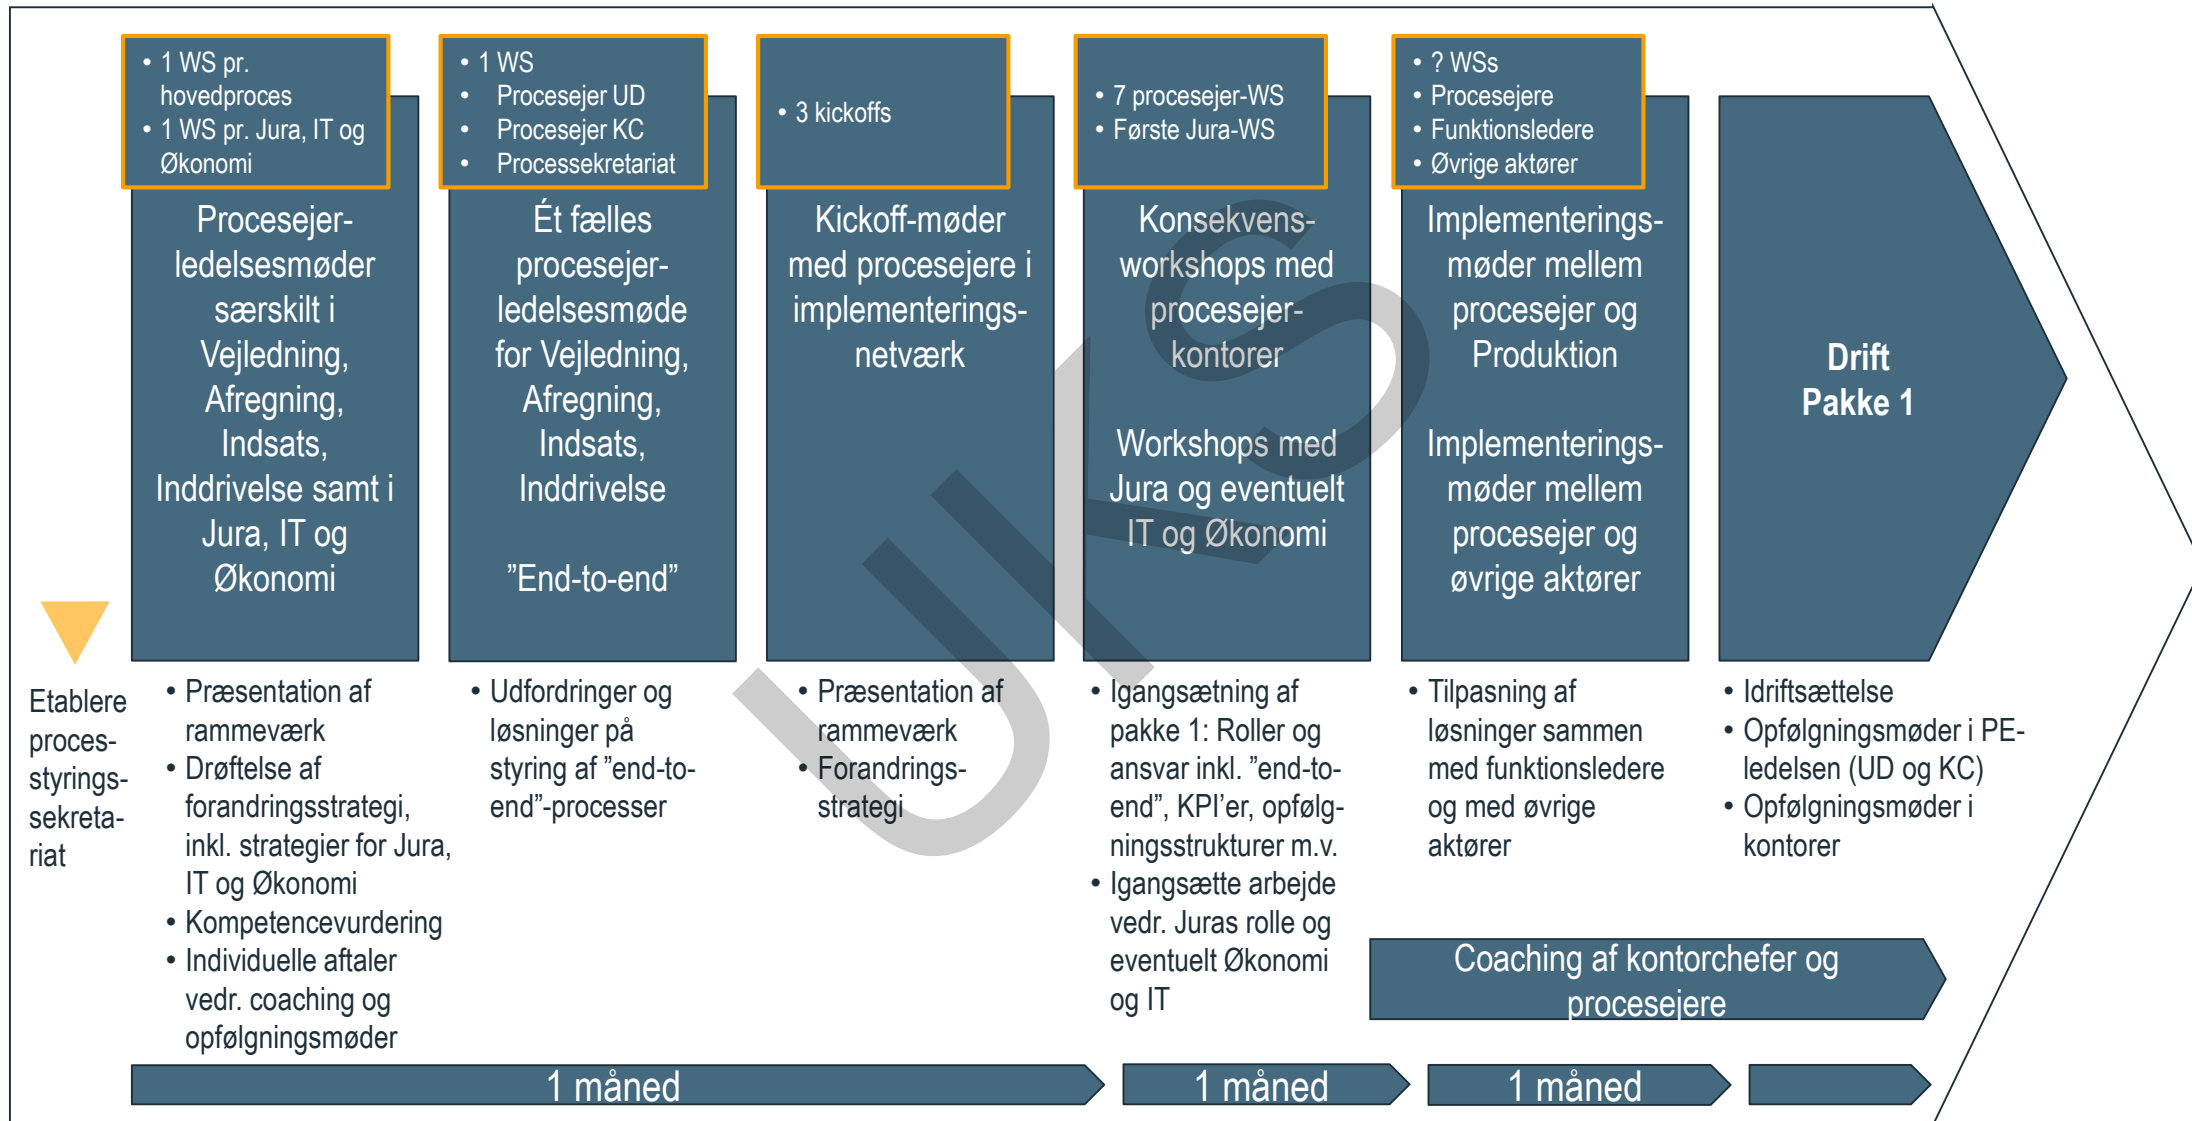 • 1 WS pr.
hovedproces
• 1 WS pr. Jura, IT og
Økonomi
Procesejer-
ledelsesmøder
særskilt i
Vejledning,
Afregning,
Indsats,
Inddrivelse samt i
Jura, IT og
Økonomi
• 1 WS
• Procesejer UD
• Procesejer KC
• Processekretariat
Ét fælles
procesejer-
ledelsesmøde
for Vejledning,
Afregning,
Indsats,
Inddrivelse
”End-to-end”
• 3 kickoffs
Kickoff-møder
med procesejere i
implementerings-
netværk
• 7 procesejer-WS
• Første Jura-WS
Konsekvens-
workshops med
procesejer-
kontorer
Workshops med
Jura og eventuelt
IT og Økonomi
• ? WSs
• Procesejere
• Funktionsledere
• Øvrige aktører
Implementerings-
møder mellem
procesejer og
Produktion
Implementerings-
møder mellem
procesejer og
øvrige aktører
Drift
Pakke 1
UKS
Etablere
proces-
styrings-
sekreta-
riat
• Præsentation af
rammeværk
• Drøftelse af
forandringsstrategi,
inkl. strategier for Jura,
IT og Økonomi
• Kompetencevurdering
• Individuelle aftaler
vedr. coaching og
opfølgningsmøder
• Udfordringer og
løsninger på
styring af ”end-to-
end”-processer
• Præsentation af
rammeværk
• Forandrings-
strategi
• Igangsætning af
pakke 1: Roller og
ansvar inkl. ”end-to-
end”, KPI’er, opfølg-
ningsstrukturer m.v.
• Igangsætte arbejde
vedr. Juras rolle og
eventuelt Økonomi
og IT
• Tilpasning af
løsninger sammen
med funktionsledere
og med øvrige
aktører
• Idriftsættelse
• Opfølgningsmøder i PE-
ledelsen (UD og KC)
• Opfølgningsmøder i
kontorer
Coaching af kontorchefer og
procesejere
1 måned
1 måned
1 måned